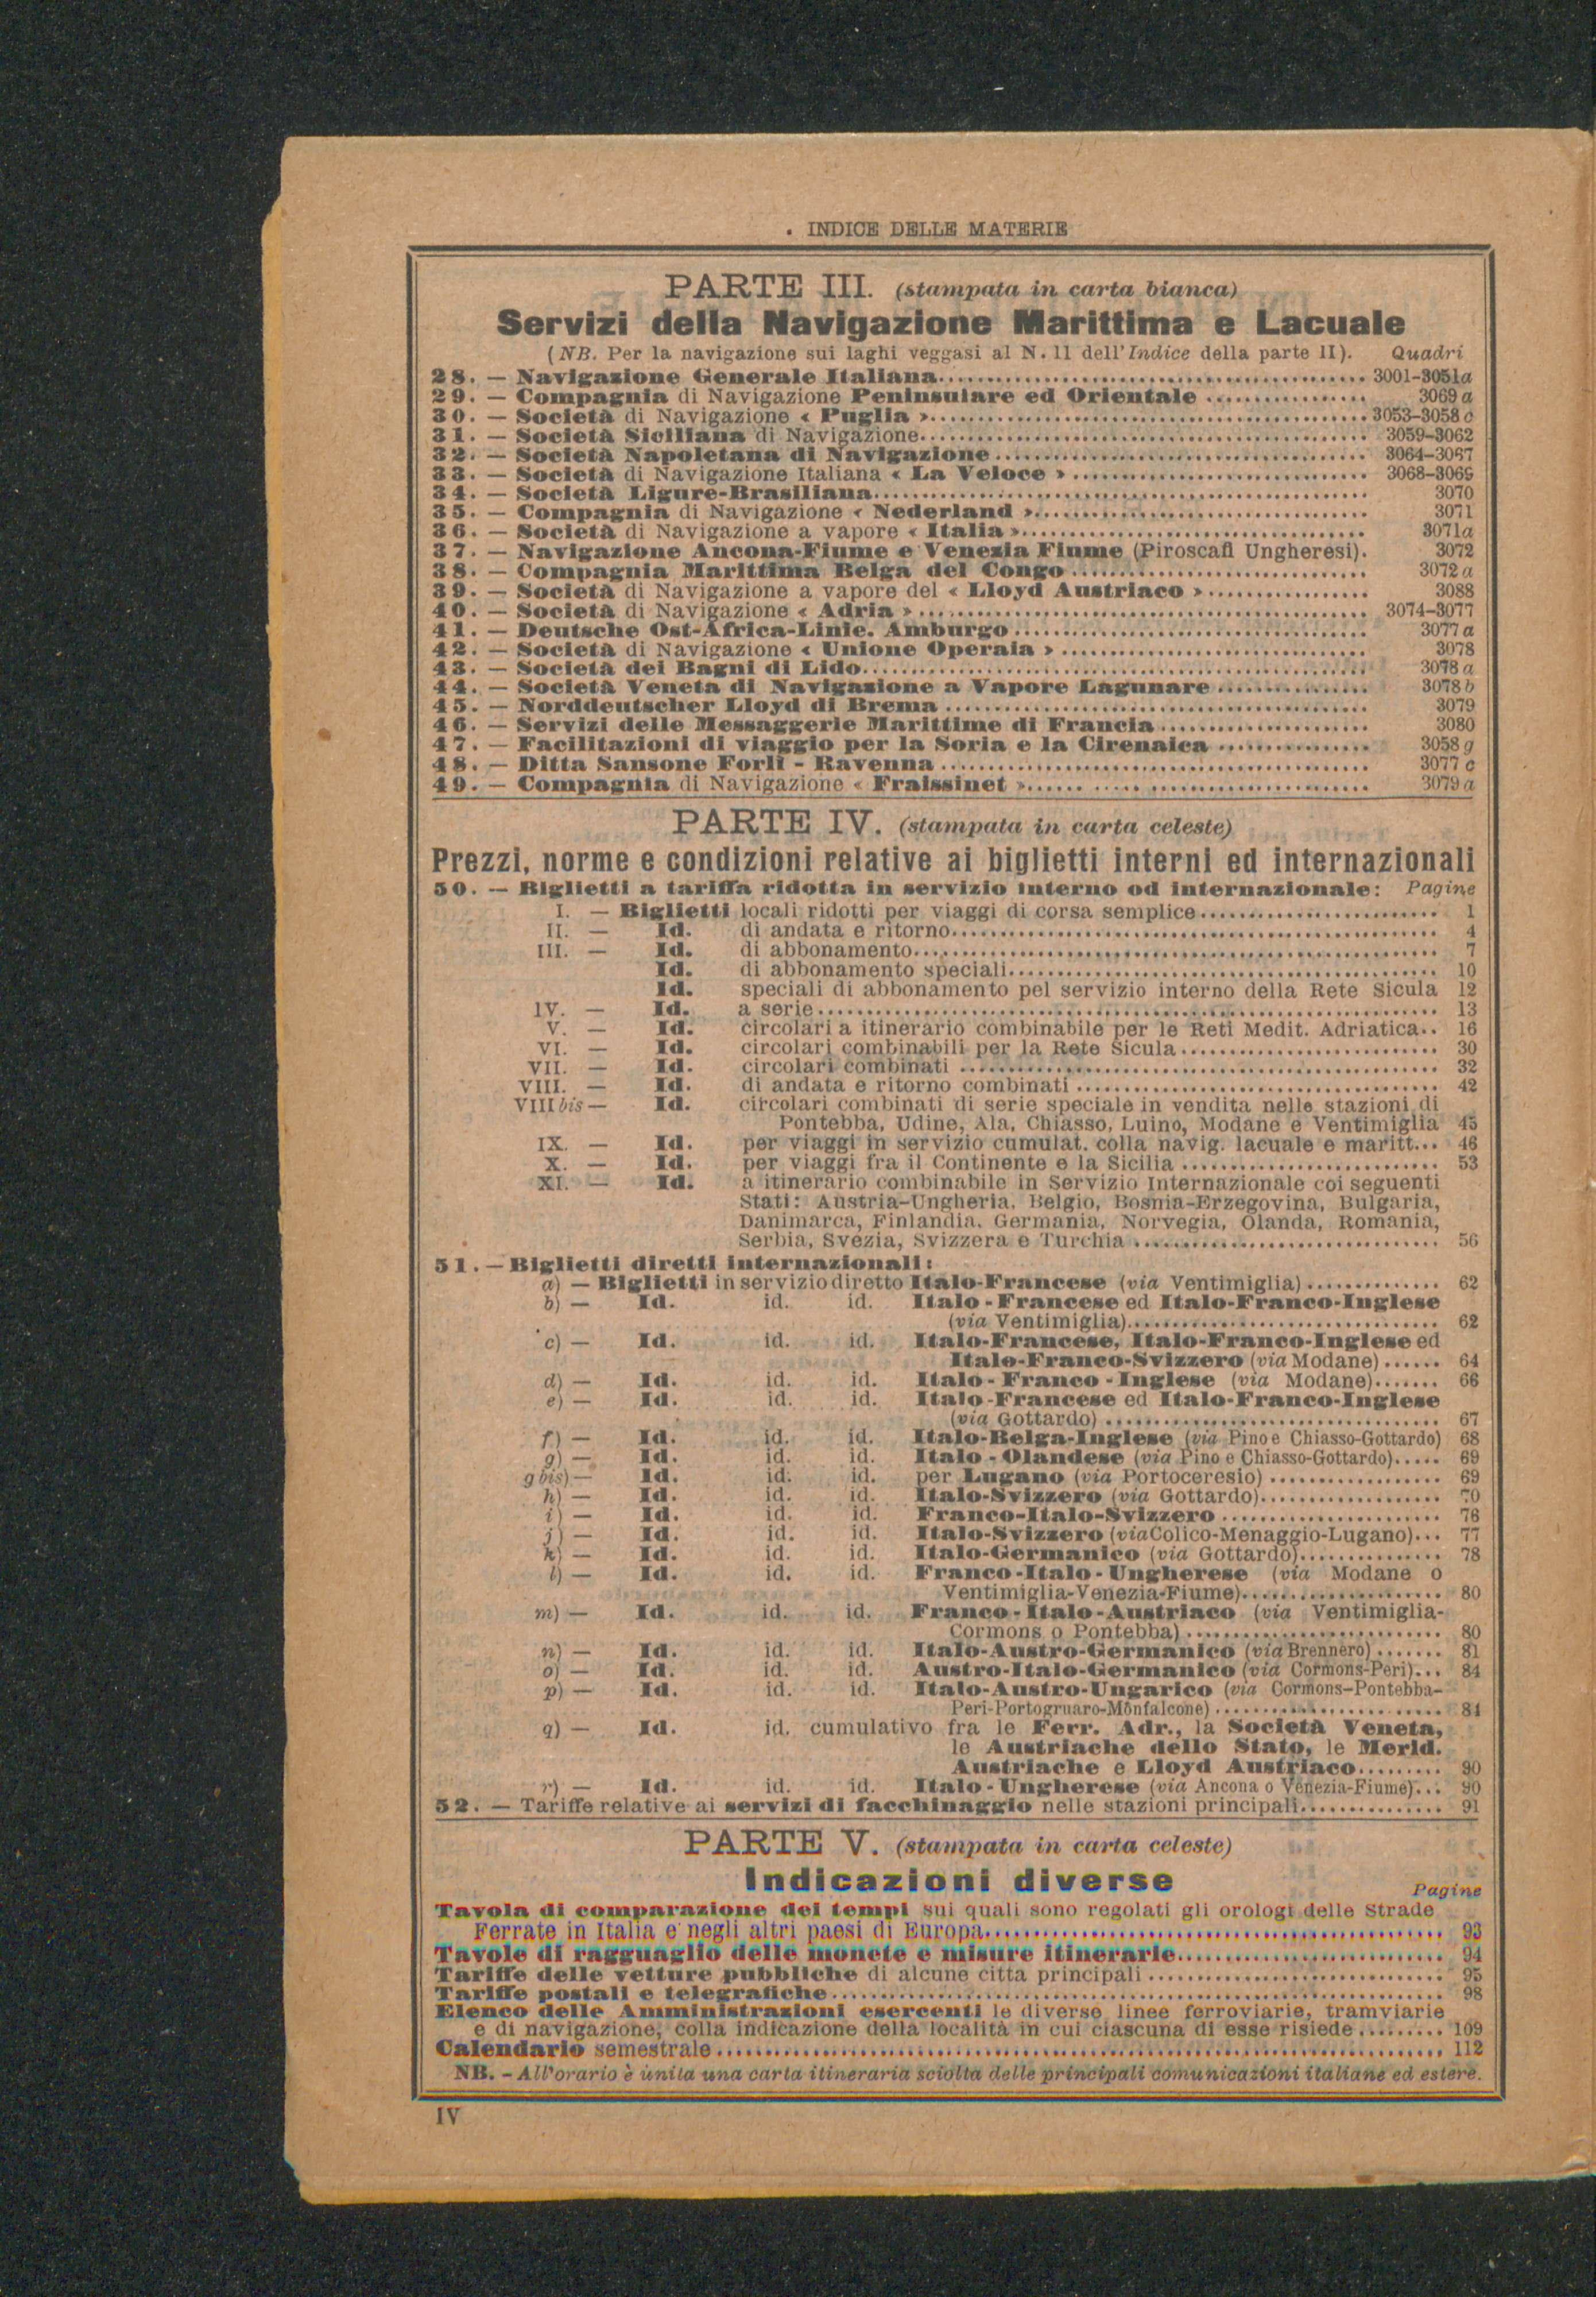 INDICE DELLE MATERIE
PARTE III. (stampata in carta bianca)
Servizi della Navigazione Marittima e Lacuale
(NB. Per la navigazione sui laghi veggasi al N. 11 dell'Indice della parte II). Quadri
28. — Navigazione Generale Italiana........ 3001-3051a
29. — Compagnia di Navigazione Peninsulare ed Orientale ........ 3069a
30. — Società di Navigazione « Puglia »........ 3053-3058c
31. — Società Siciliana di Navigazione........ 3059-3062
32. — Società Napoletana di Navigazione........ 3064-3067
33. — Società di Navigazione Italiana « La Veloce »........ 3068-3069
34. — Società Ligure-Brasiliana........ 3070
35. — Compagnia di Navigazione « Nederland »........ 3071
36. — Società di Navigazione a vapore « Italia »........ 3071a
37. — Navigazione Ancona-Fiume e Venezia Fiume (Piroscafi Ungheresi). 3072
38. — Compagnia Marittima Belga del Congo ........ 3072a
39. — Società di Navigazione a vapore del « Lloyd Austriaco »........ 3088
40. — Società di Navigazione « Adria »........ 3074-3077
41. — Deutsche Ost-Africa-Linie. Amburgo........ 3077a
42. — Società di Navigazione « Unione Operaia »........ 3078
43. — Società dei Bagni di Lido........ 3078a
44. — Società Veneta di Navigazione a Vapore Lagunare........ 3078b
45. — Norddeutscher Lloyd di Brema ........ 3079
46. — Servizi delle Messaggerie Marittime di Francia........ 3080
47. — Facilitazioni di viaggio per la Soria e la Cirenaica ........ 3058g
48. — Ditta Sansone Forlì - Ravenna ........ 3077c
49. — Compagnia di Navigazione « Fraissinet »........ 3079a
PARTE IV. (stampata in carta celeste)
Prezzi, norme e condizioni relative ai biglietti interni ed internazionali
50. — Biglietti a tariffa ridotta in servizio interno od internazionale: Pagine
I. — Biglietti locali ridotti per viaggi di corsa semplice........ 1
II. — Id. di andata e ritorno........ 4
III. — Id. di abbonamento........ 7
Id. di abbonamento speciali........ 10
Id. speciali di abbonamento pel servizio interno della Rete Sicula 12
IV. — Id. a serie........ 13
V. — Id. circolari a itinerario combinabile per le Reti Medit. Adriatica.. 16
VI. — Id. circolari combinabili per la Rete Sicula........ 30
VII. — Id. circolari combinati ........ 32
VIII. — Id. di andata e ritorno combinati ........ 42
VIII bis — Id. circolari combinati di serie speciale in vendita nelle stazioni di
Pontebba, Udine, Ala, Chiasso, Luino, Modane e Ventimiglia 45
IX. — Id. per viaggi in servizio cumulat. colla navig. lacuale e maritt... 46
X. — Id. per viaggi fra il Continente e la Sicilia ........ 53
XI. — Id. a itinerario combinabile in Servizio Internazionale coi seguenti
Stati: Austria-Ungheria, Belgio, Bosnia-Erzegovina, Bulgaria,
Danimarca, Finlandia, Germania, Norvegia, Olanda, Romania,
Serbia, Svezia, Svizzera e Turchia ........ 56
51. — Biglietti diretti internazionali:
a) — Biglietti in servizio diretto Italo-Francese (via Ventimiglia)........ 62
b) — Id. id. id. Italo-Francese ed Italo-Franco-Inglese
(via Ventimiglia)........ 62
c) — Id. id. id. Italo-Francese, Italo-Franco-Inglese ed
Italo-Franco-Svizzero (via Modane)...... 64
d) — Id. id. id. Italo-Franco-Inglese (via Modane)....... 66
e) — Id. id. id. Italo-Francese ed Italo-Franco-Inglese
(via Gottardo)........ 67
f) — Id. id. id. Italo-Belga-Inglese (via Pino e Chiasso-Gottardo) 68
g) — Id. id. id. Italo-Olandese (via Pino e Chiasso-Gottardo)..... 69
g bis) — Id. id. id. per Lugano (via Portoceresio)........ 69
h) — Id. id. id. Italo-Svizzero (via Gottardo)........ 70
i) — Id. id. id. Franco-Italo-Svizzero........ 76
j) — Id. id. id. Italo-Svizzero (via Colico-Menaggio-Lugano)... 77
k) — Id. id. id. Italo-Germanico (via Gottardo)........ 78
l) — Id. id. id. Franco-Italo-Ungherese (via Modane o
Ventimiglia-Venezia-Fiume)........ 80
m) — Id. id. id. Franco-Italo-Austriaco (via Ventimiglia-
Cormons o Pontebba)........ 80
n) — Id. id. id. Italo-Austro-Germanico (via Brennero)....... 81
o) — Id. id. id. Austro-Italo-Germanico (via Cormons-Peri)... 84
p) — Id. id. id. Italo-Austro-Ungarico (via Cormons-Pontebba-
Peri-Portogruaro-Monfalcone)........ 84
q) — Id. id. cumulativo fra le Ferr. Adr., la Società Veneta,
le Austriache dello Stato, le Merid.
Austriache e Lloyd Austriaco......... 90
r) — Id. id. id. Italo-Ungherese (via Ancona o Venezia-Fiume)... 90
52. — Tariffe relative ai servizi di facchinaggio nelle stazioni principali........ 91
PARTE V. (stampata in carta celeste)
Indicazioni diverse
Pagine
Tavola di comparazione dei tempi sui quali sono regolati gli orologi delle Strade
Ferrate in Italia e negli altri paesi di Europa........ 93
Tavole di ragguaglio delle monete e misure itinerarie........ 94
Tariffe delle vetture pubbliche di alcune città principali........ 95
Tariffe postali e telegrafiche........ 98
Elenco delle Amministrazioni esercenti le diverse linee ferroviarie, tramviarie
e di navigazione, colla indicazione della località in cui ciascuna di esse risiede........ 109
Calendario semestrale........ 112
NB. - All'orario è unita una carta itineraria sciolta delle principali comunicazioni italiane ed estere.
IV